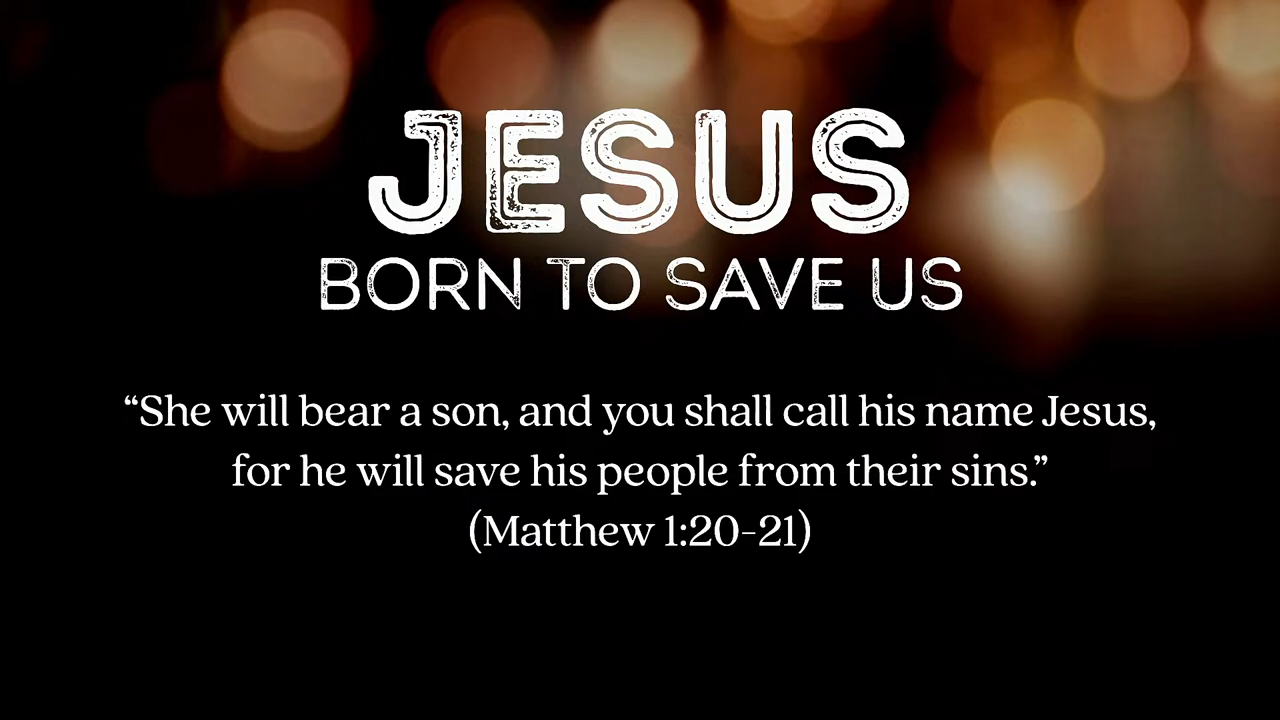 JESUS
BORN TO SAVE US
“She will bear a son, and you shall call his name Jesus,
for he will save his people from their sins.”
(Matthew 1:20-21)